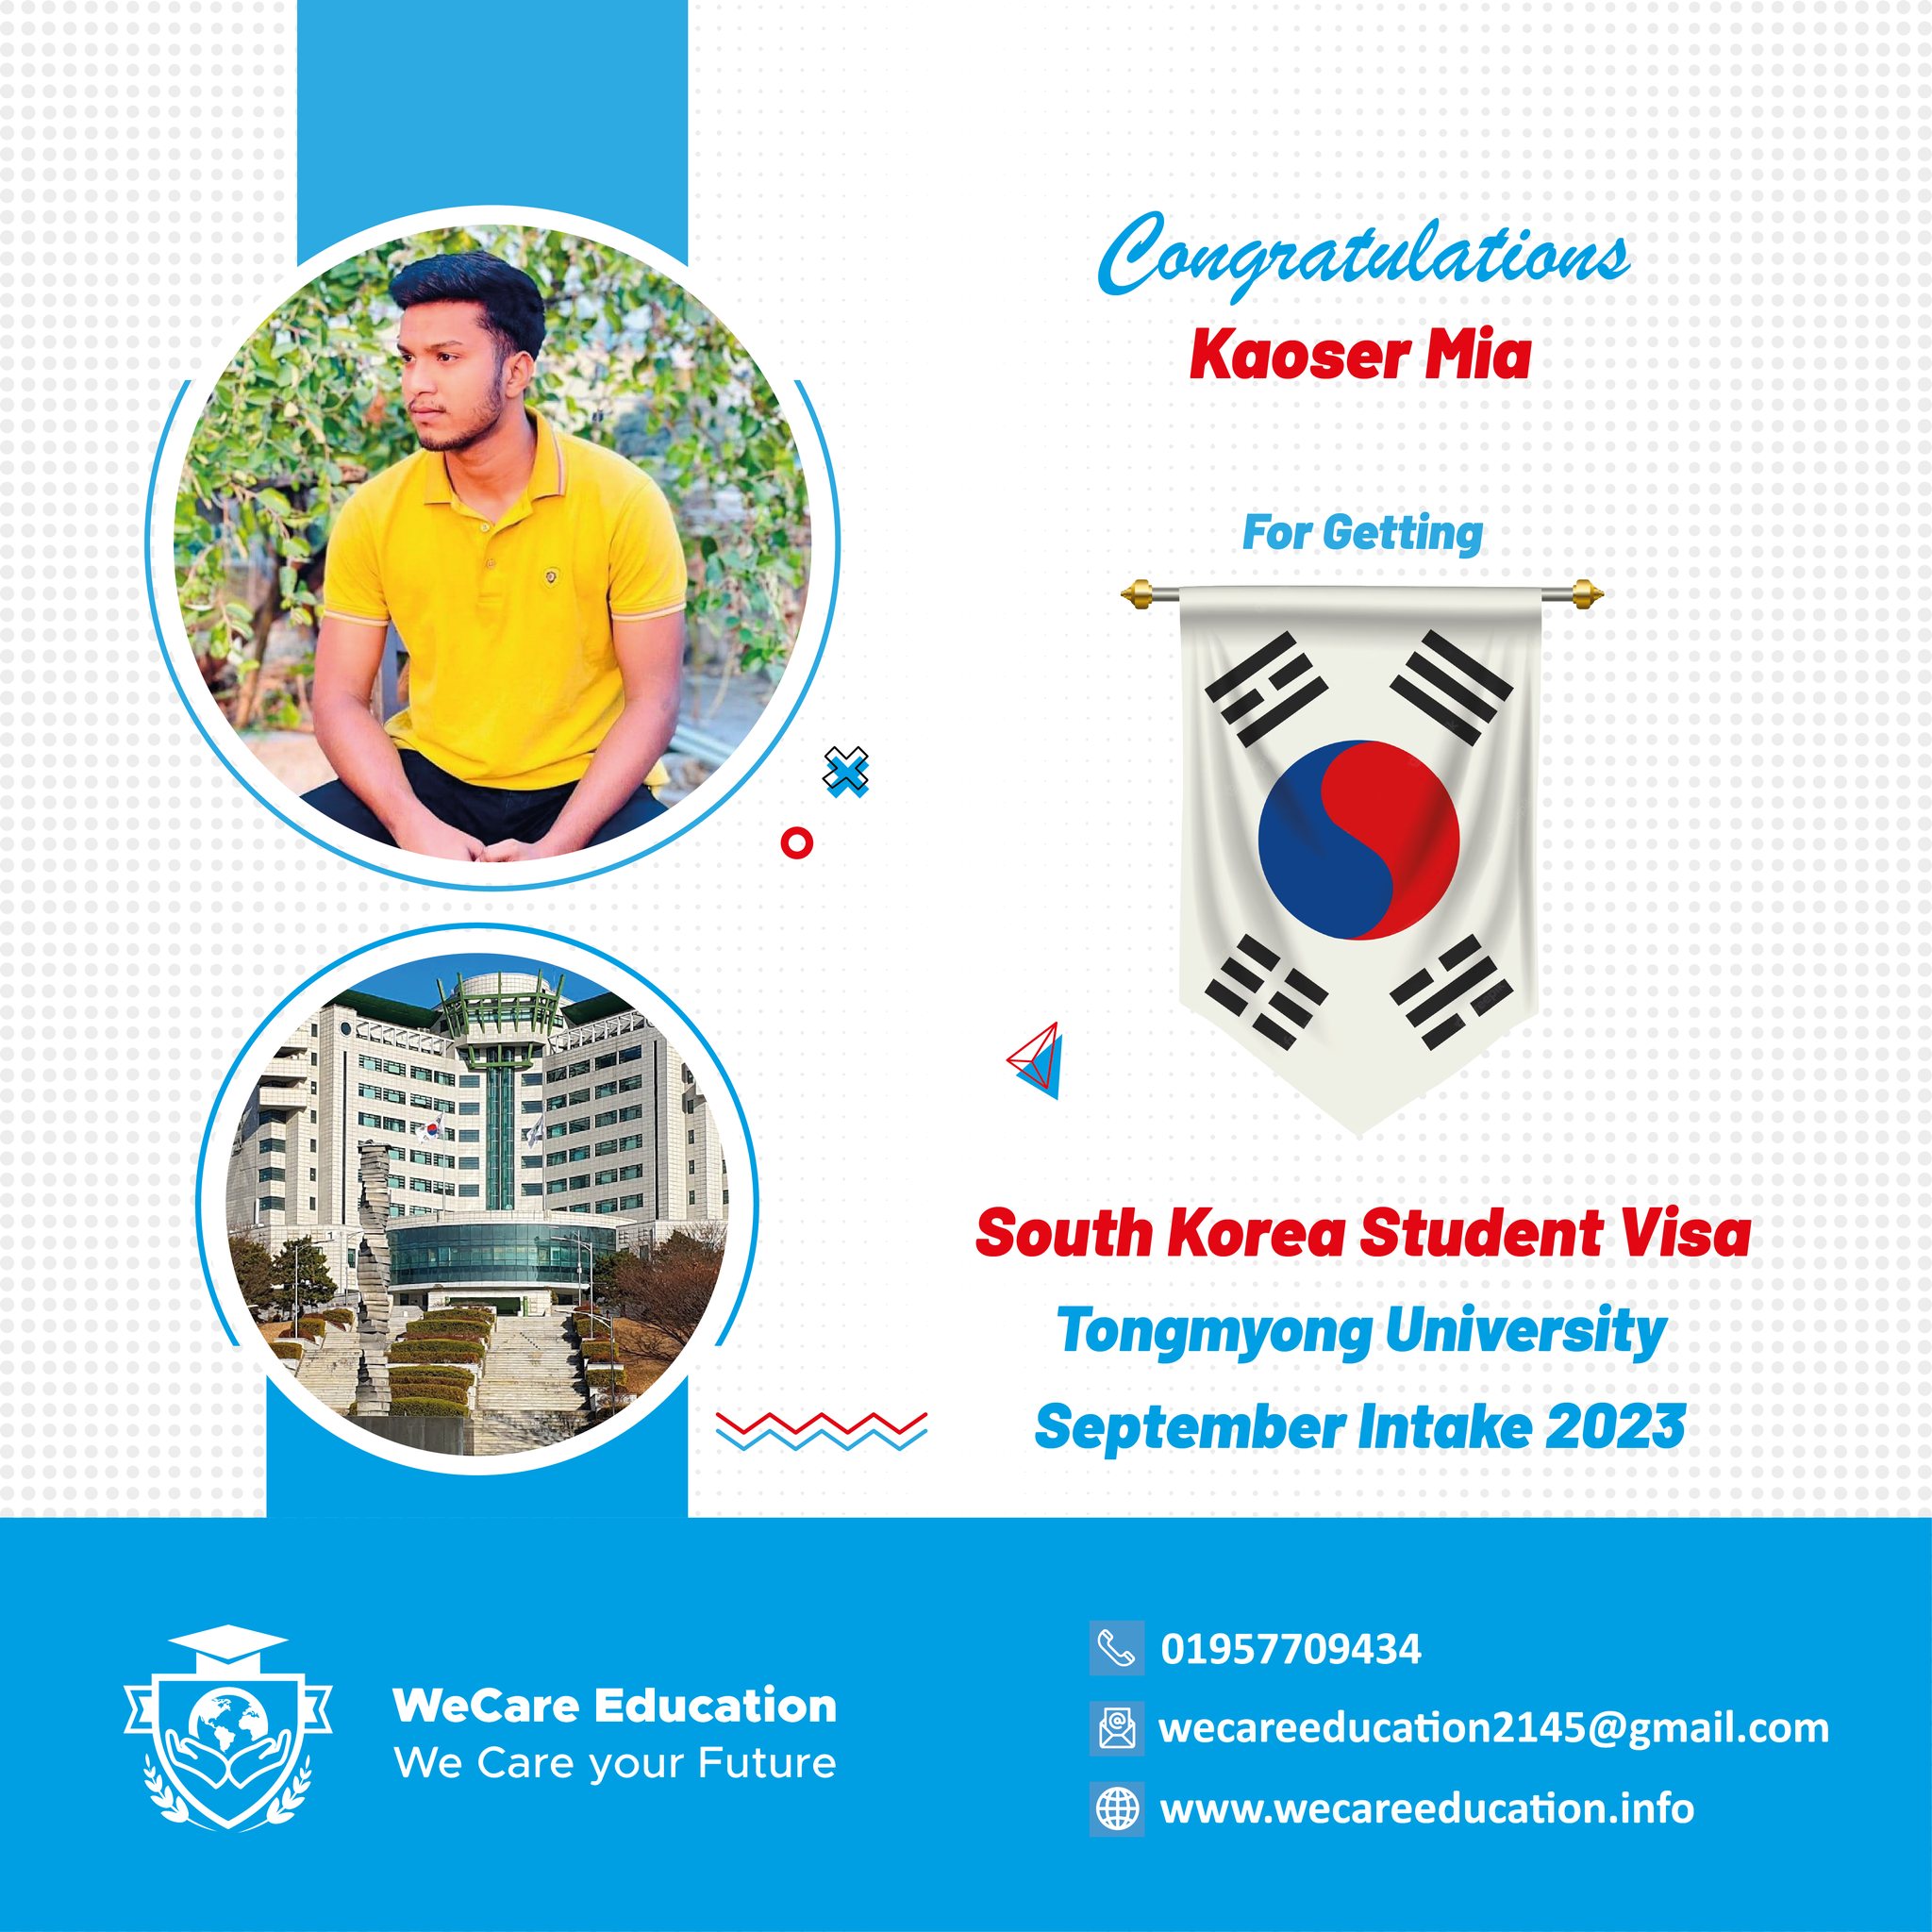 Congratulations
Kaoser Mia
For Getting
South Korea Student Visa
Tongmyong University
September Intake 2023
WeCare Education
We Care your Future
01957709434
wecareeducation2145@gmail.com
www.wecareeducation.info